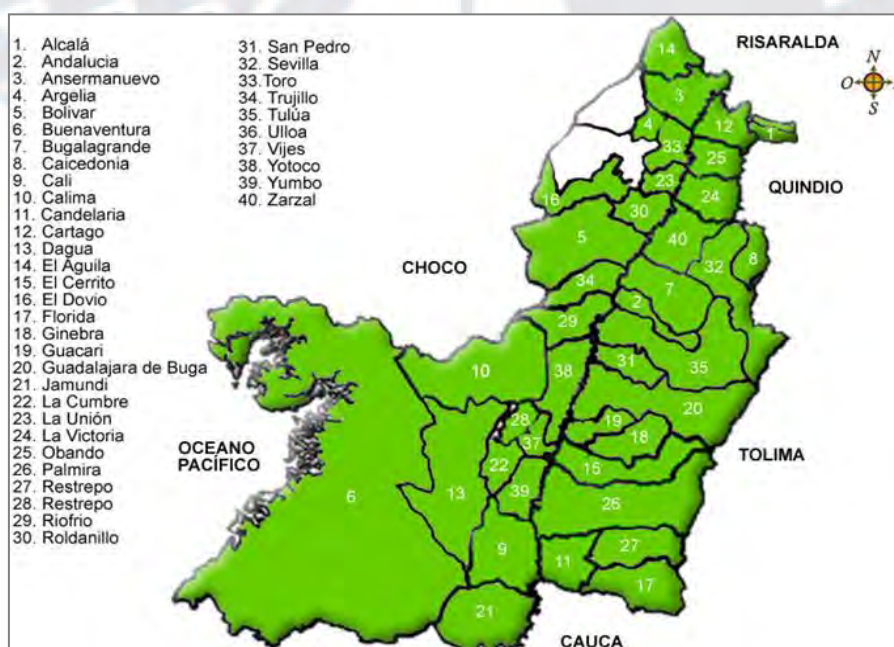 1. Alcalá
2. Andalucia
3. Ansermanuevo
4. Argelia
5. Bolivar
6. Buenaventura
7. Bugalagrande
8. Caicedonia
9. Cali
10. Calima
11. Candelaria
12. Cartago
13. Dagua
14. El Águila
15. El Cerrito
16. El Dovio
17. Florida
18. Ginebra
19. Guacari
20. Guadalajara de Buga
21. Jamundi
22. La Cumbre
23. La Unión
24. La Victoria
25. Obando
26. Palmira
27. Restrepo
28. Restrepo
29. Riofrio
30. Roldanillo
31. San Pedro
32. Sevilla
33. Toro
34. Trujillo
35. Tulúa
36. Ulloa
37. Vijes
38. Yotoco
39. Yumbo
40. Zarzal
RISARALDA
N
O
S
QUINDIO
CHOCO
OCEANO
PACÍFICO
TOLIMA
CAUCA
14
3
4
12
1
33
25
23
24
16
30
5
40
32
8
34
7
2
29
31
35
10
38
20
28
19
37
18
22
15
6
13
39
26
9
11
27
17
21